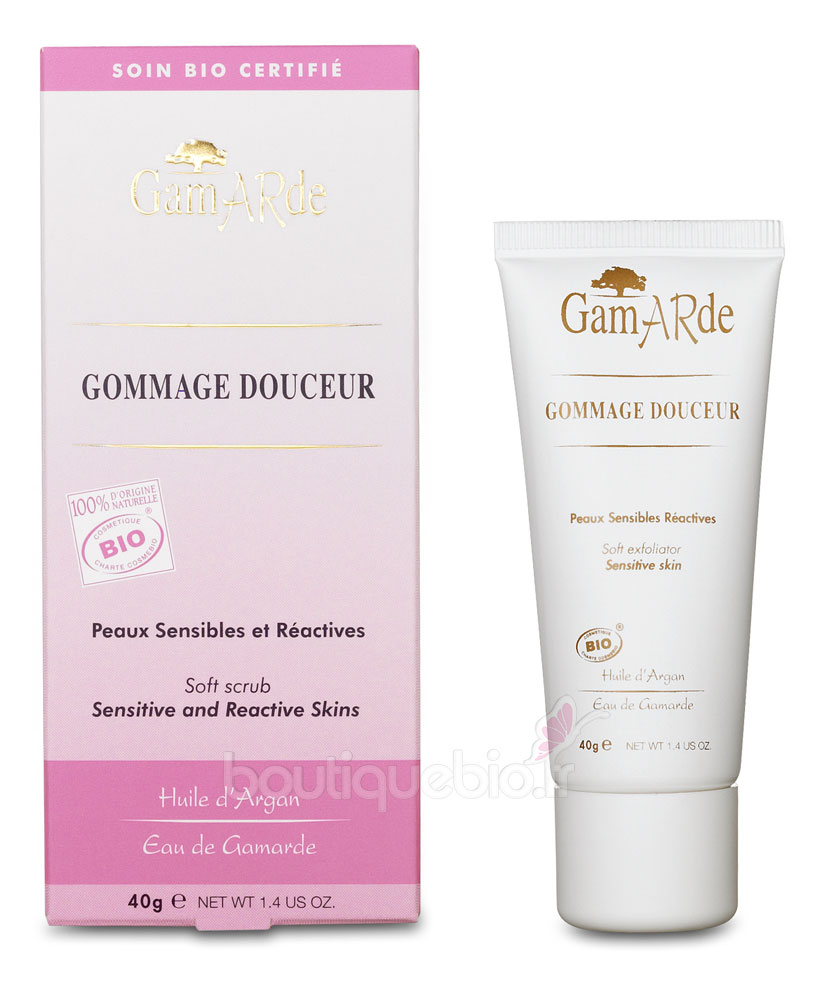 SOIN BIO CERTIFIÉ
GamARde
GOMMAGE DOUCEUR
100% D'ORIGINE
NATURELLE
COSMETIQUE
BIO
®
CHARTE COSMEBIO
Peaux Sensibles et Réactives
Soft scrub
Sensitive and Reactive Skins
Huile d'Argan
Eau de Gamarde
40g e NET WT 1.4 US OZ.
GamARde
GOMMAGE DOUCEUR
Peaux Sensibles Réactives
Soft exfoliator
Sensitive skin
COSMETIQUE
BIO
®
CHARTE COSMEBIO
Huile d'Argan
Eau de Gamarde
40g e NET WT 1.4 US OZ.
boutiquebio.fr